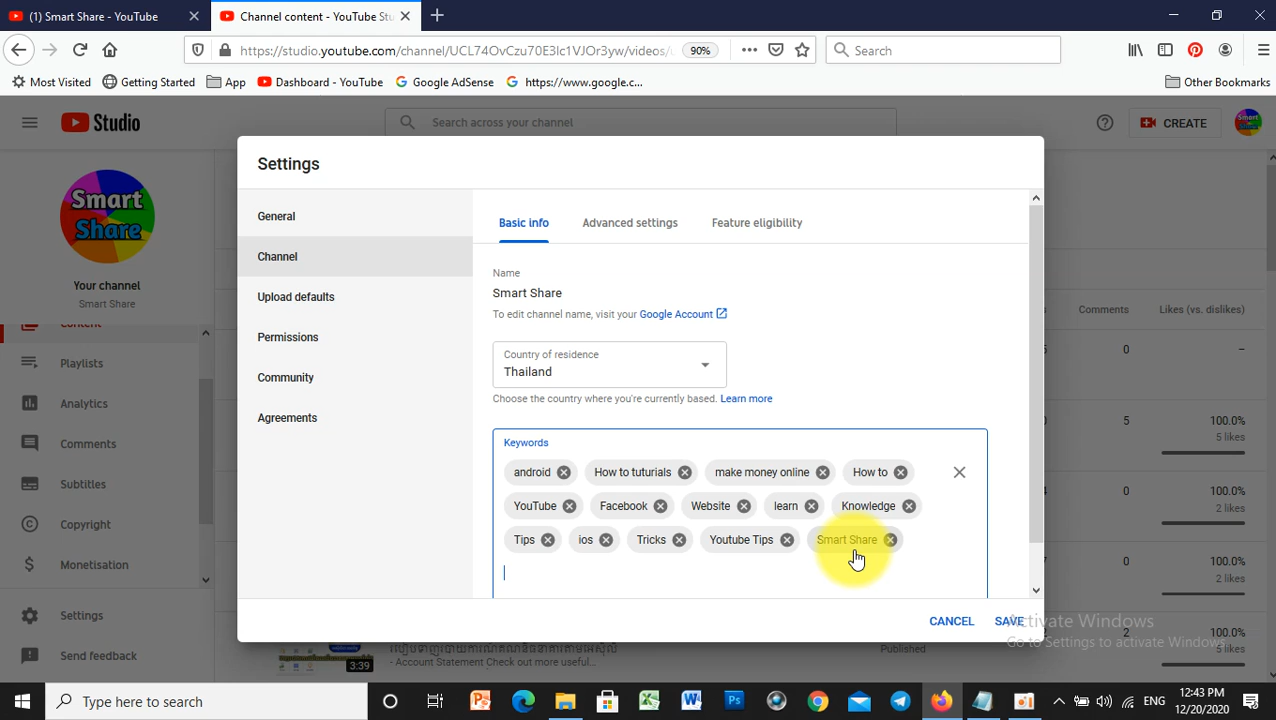 (1) Smart Share - YouTube
Channel content - YouTube Stu
https://studio.youtube.com/channel/UCL74OvCzu70E3lc1VJOr3yw/videos/
90%
Search
Most Visited
Getting Started
App
Dashboard - YouTube
Google AdSense
https://www.google.c...
Other Bookmarks
Studio
Search across your channel
CREATE
Smart
Share
Your channel
Smart Share
Content
Playlists
Analytics
Comments
Subtitles
Copyright
Monetization
Settings
Send feedback
Settings
General
Channel
Upload defaults
Permissions
Community
Agreements
Basic info
Advanced settings
Feature eligibility
Name
Smart Share
To edit channel name, visit your Google Account
Country of residence
Thailand
Choose the country where you're currently based. Learn more
Keywords
android
How to tuturials
make money online
How to
YouTube
Facebook
Website
learn
Knowledge
Tips
ios
Tricks
Youtube Tips
Smart Share
CANCEL
SAVE
Comments
Likes (vs. dislikes)
0
–
5
100.0%
5 likes
0
100.0%
2 likes
0
100.0%
2 likes
2
100.0%
6 likes
Activate Windows
Go to Settings to activate Windows.
3:39
- Account Statement Check out more useful...
Published
Type here to search
ENG
12:43 PM
12/20/2020